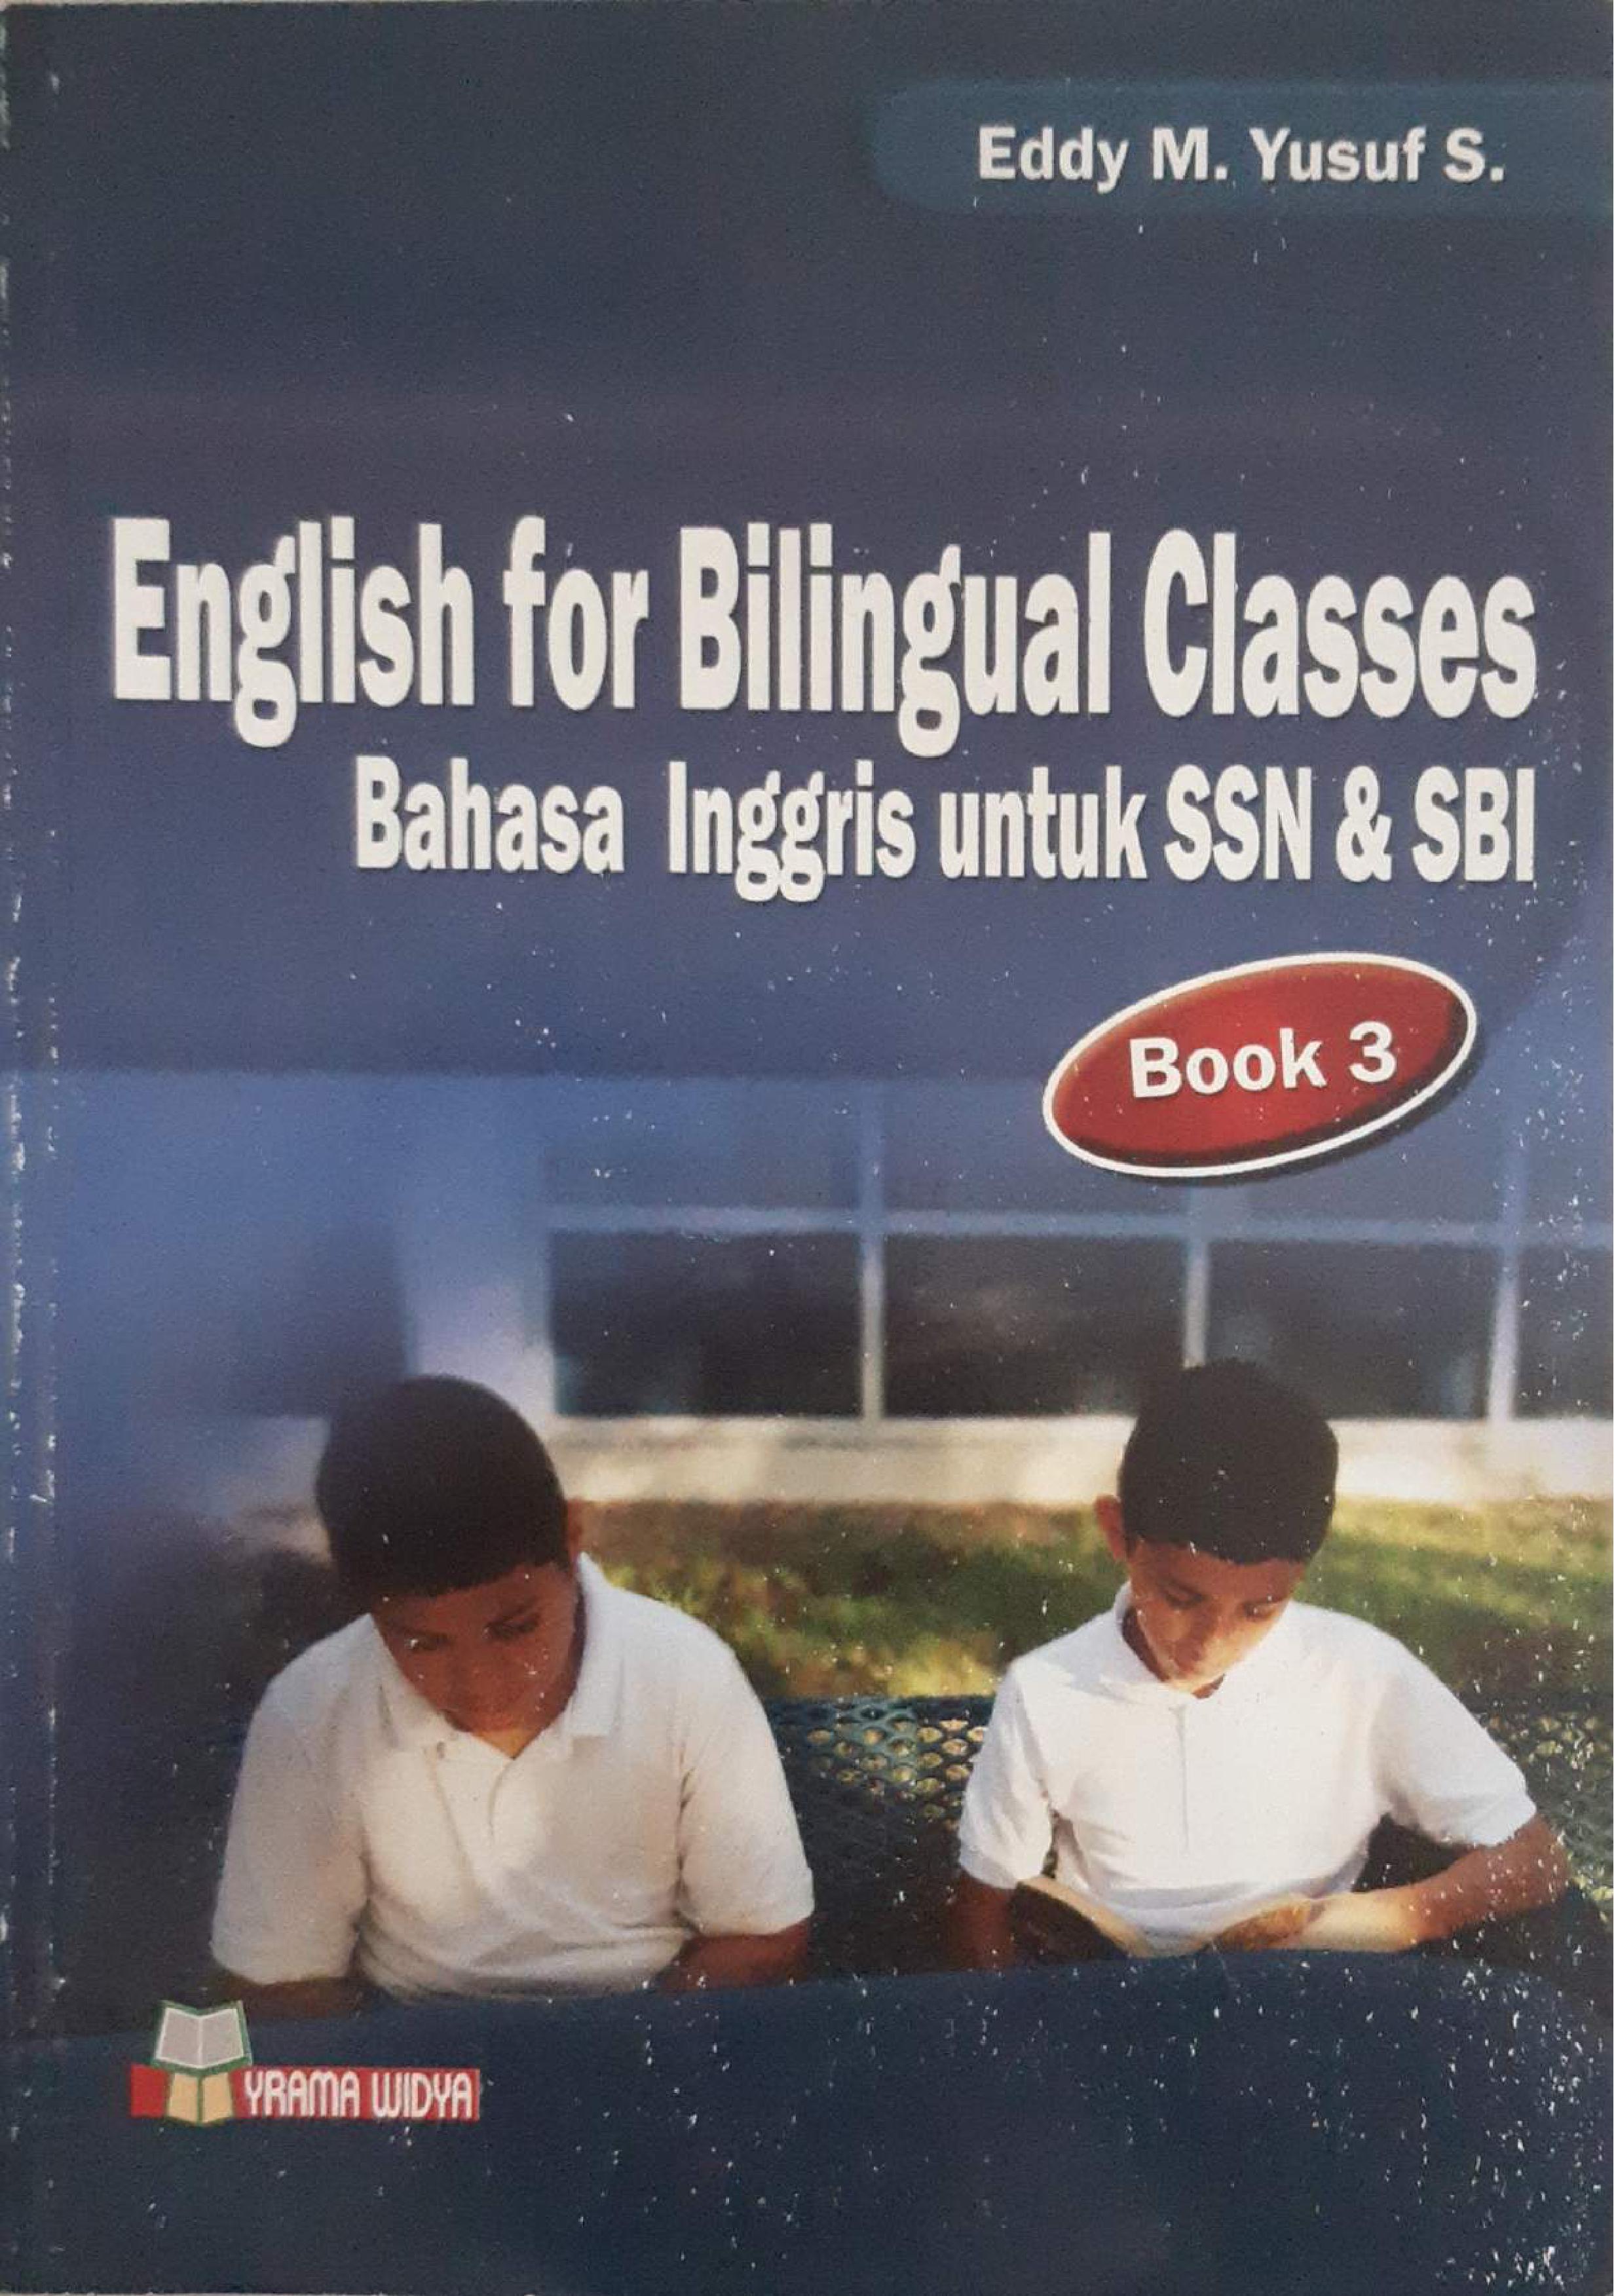 Eddy M. Yusuf S.
English for Bilingual Classes
Bahasa Inggris untuk SSN & SBI
Book 3
YRAMA WIDYA